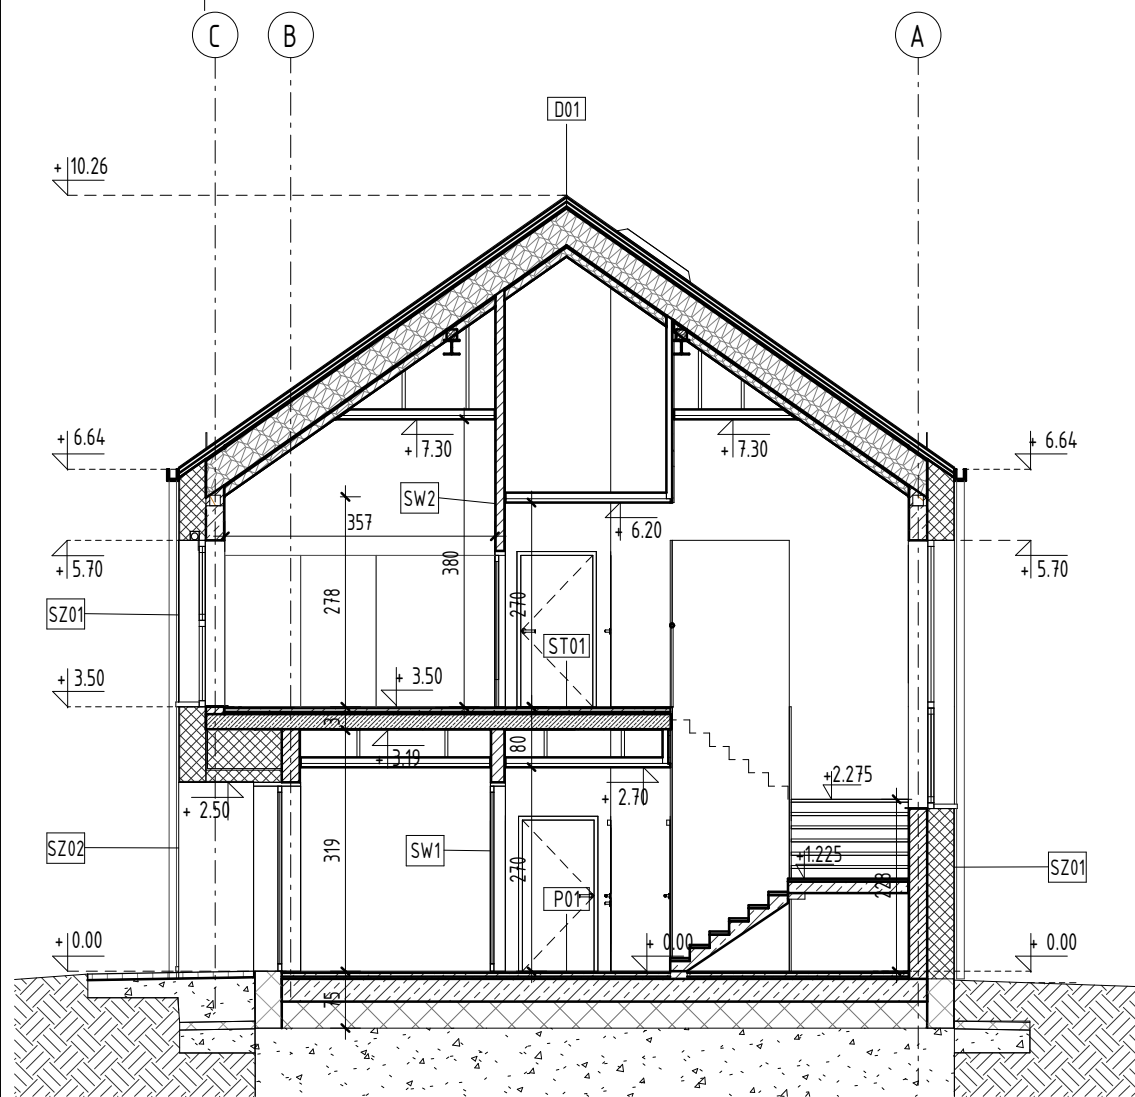 C B A
D01
+ 10.26
+ 6.64 + 6.64
+ 7.30 + 7.30
SW2
357
+ 6.20
+ 5.70 + 5.70
380
278
270
SZ01
ST01
+ 3.50 + 3.50
3
80
+ 3.19
+2.275
+ 2.50 + 2.70
SZ02
319
SW1
270
+1.225
SZ01
228
P01
+ 0.00 + 0.00 + 0.00